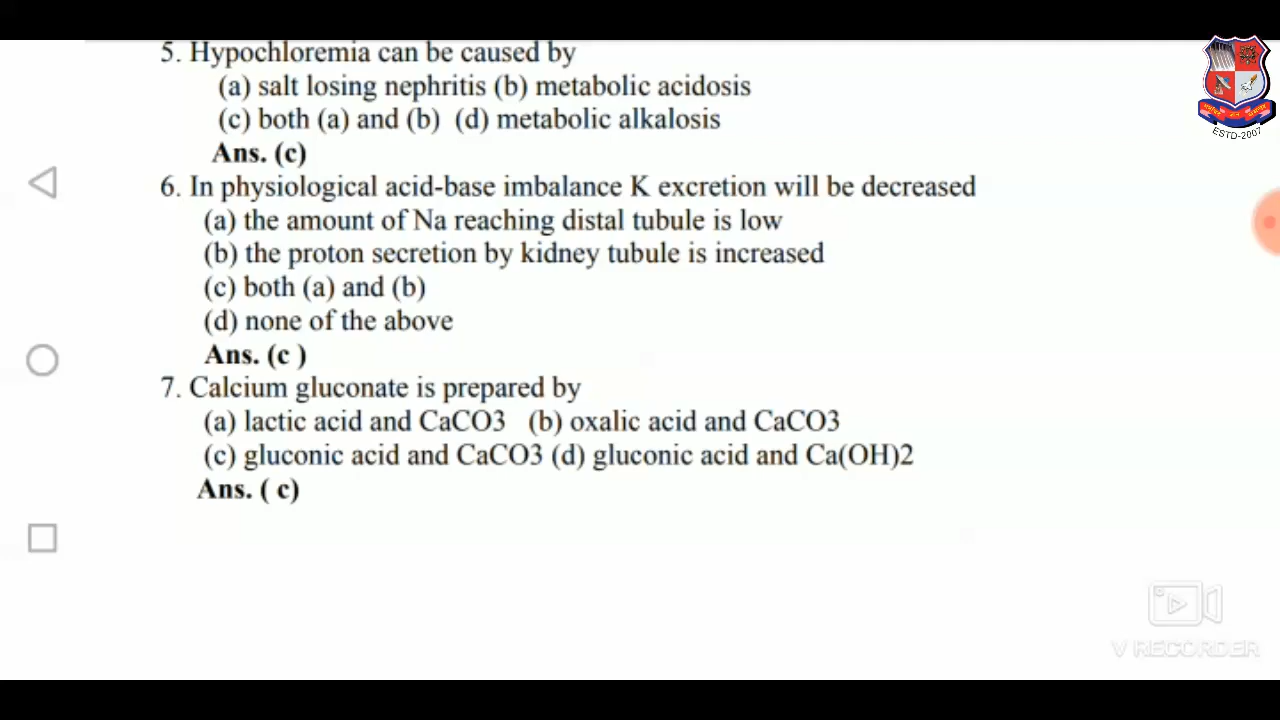 5. Hypochloremia can be caused by
(a) salt losing nephritis (b) metabolic acidosis
(c) both (a) and (b) (d) metabolic alkalosis
Ans. (c)
6. In physiological acid-base imbalance K excretion will be decreased
(a) the amount of Na reaching distal tubule is low
(b) the proton secretion by kidney tubule is increased
(c) both (a) and (b)
(d) none of the above
Ans. (c )
7. Calcium gluconate is prepared by
(a) lactic acid and CaCO3 (b) oxalic acid and CaCO3
(c) gluconic acid and CaCO3 (d) gluconic acid and Ca(OH)2
Ans. ( c)
ESTD-2007
V RECORDER